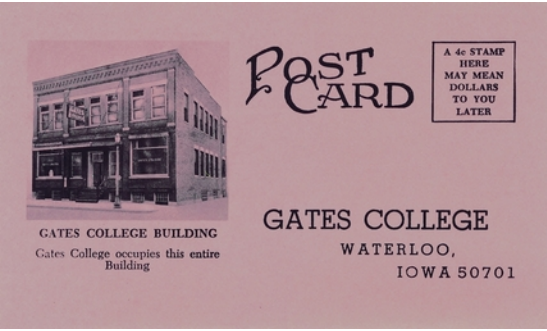 POST
CARD
A 4c STAMP
HERE
MAY MEAN
DOLLARS
TO YOU
LATER
GATES COLLEGE BUILDING
Gates College occupies this entire
Building
GATES COLLEGE
WATERLOO,
IOWA 50701